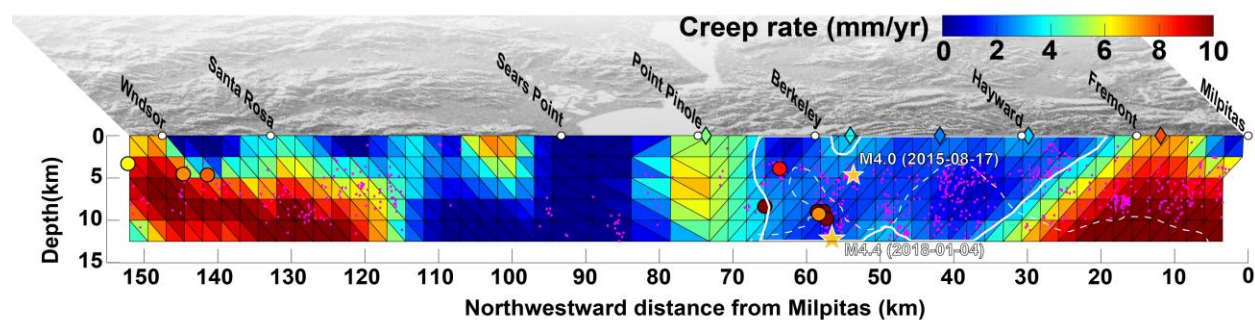 Creep rate (mm/yr)
0 2 4 6 8 10
Wndsor
Santa Rosa
Sears Point
Point Pinole
Berkeley
Hayward
Fremont
Milpitas
0
5
10
15
Depth(km)
M4.0 (2015-08-17)
M4.4 (2018-01-04)
150 140 130 120 110 100 90 80 70 60 50 40 30 20 10 0
Northwestward distance from Milpitas (km)